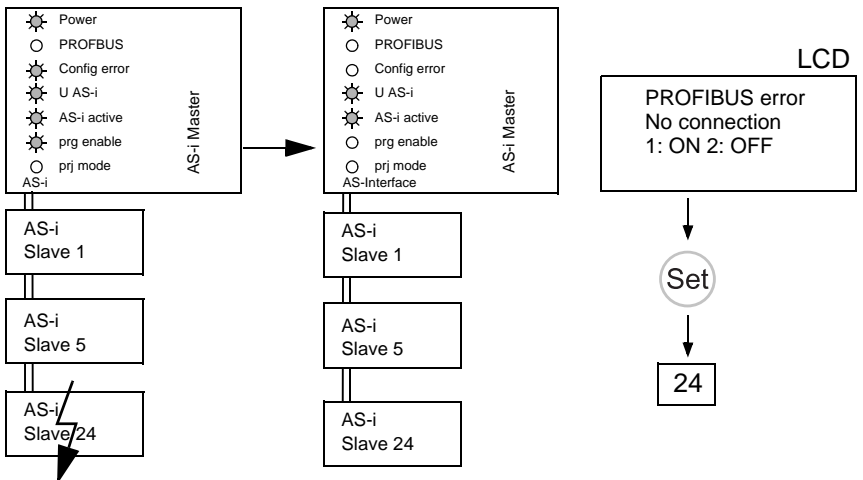 Power
PROFBUS
Config error
U AS-i
AS-i active
prg enable
prj mode
AS-i
AS-i Master
AS-i
Slave 1
AS-i
Slave 5
AS-i
Slave 24
Power
PROFIBUS
Config error
U AS-i
AS-i active
prg enable
prj mode
AS-Interface
AS-i Master
AS-i
Slave 1
AS-i
Slave 5
AS-i
Slave 24
LCD
PROFIBUS error
No connection
1: ON 2: OFF
Set
24